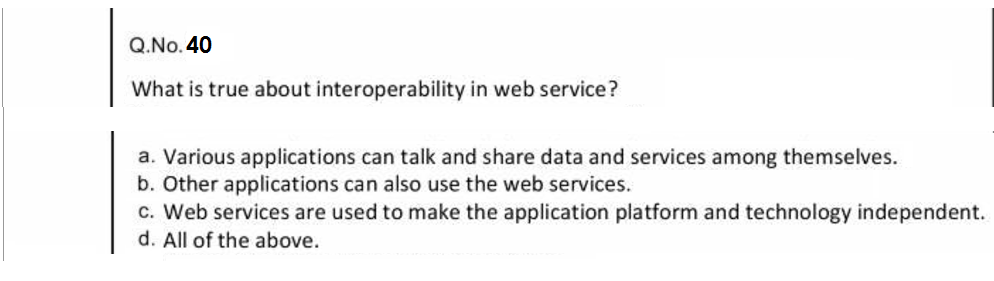 Q.No. 40
What is true about interoperability in web service?
a. Various applications can talk and share data and services among themselves.
b. Other applications can also use the web services.
c. Web services are used to make the application platform and technology independent.
d. All of the above.